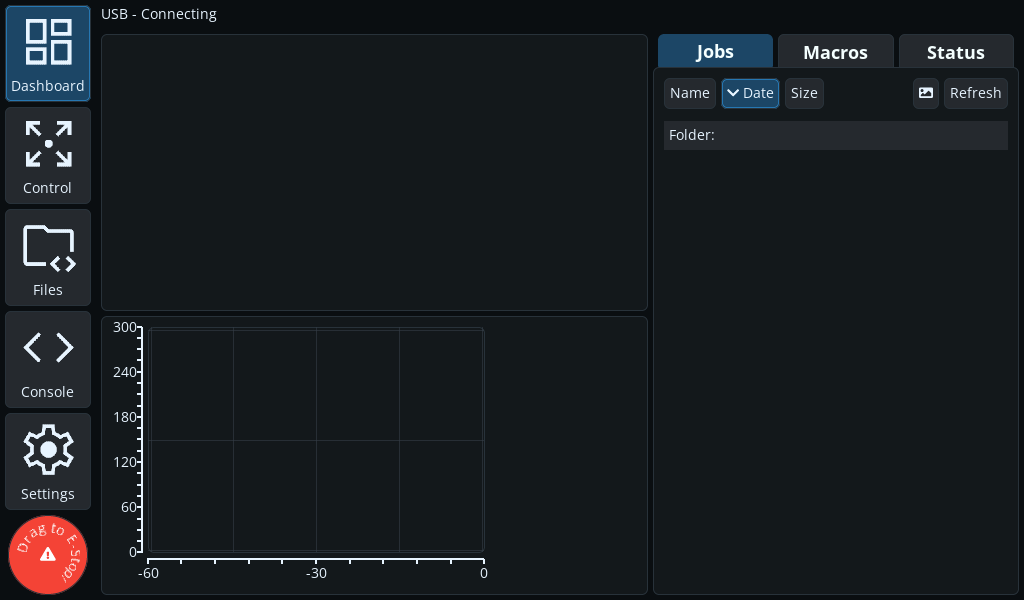 USB - Connecting
Dashboard
Control
Files
Console
Settings
Drag to E-Stop!
300
240
180
120
60
0
-60 -30 0
Jobs Macros Status
Name Date Size Refresh
Folder: